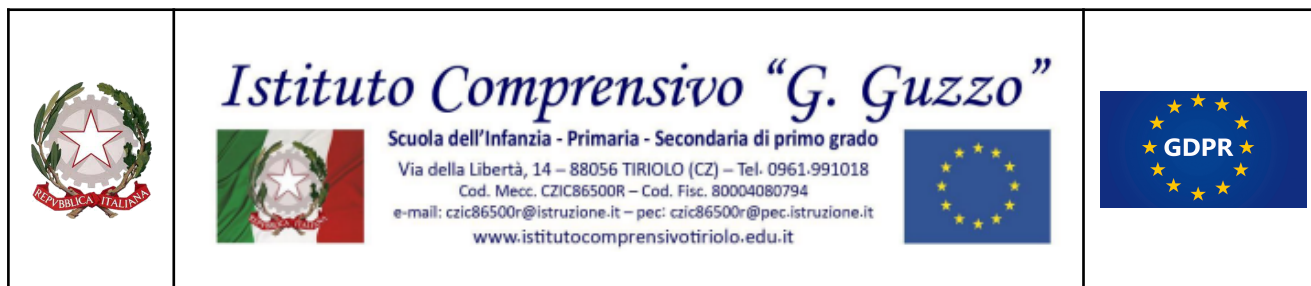 REPVBBLICA ITALIANA
Istituto Comprensivo “G. Guzzo”
Scuola dell’Infanzia - Primaria - Secondaria di primo grado
Via della Libertà, 14 – 88056 TIRIOLO (CZ) – Tel. 0961.991018
Cod. Mecc. CZIC86500R – Cod. Fisc. 80004080794
e-mail: czic86500r@istruzione.it – pec: czic86500r@pec.istruzione.it
www.istitutocomprensivotiriolo.edu.it
REPVBBLICA ITALIANA
GDPR